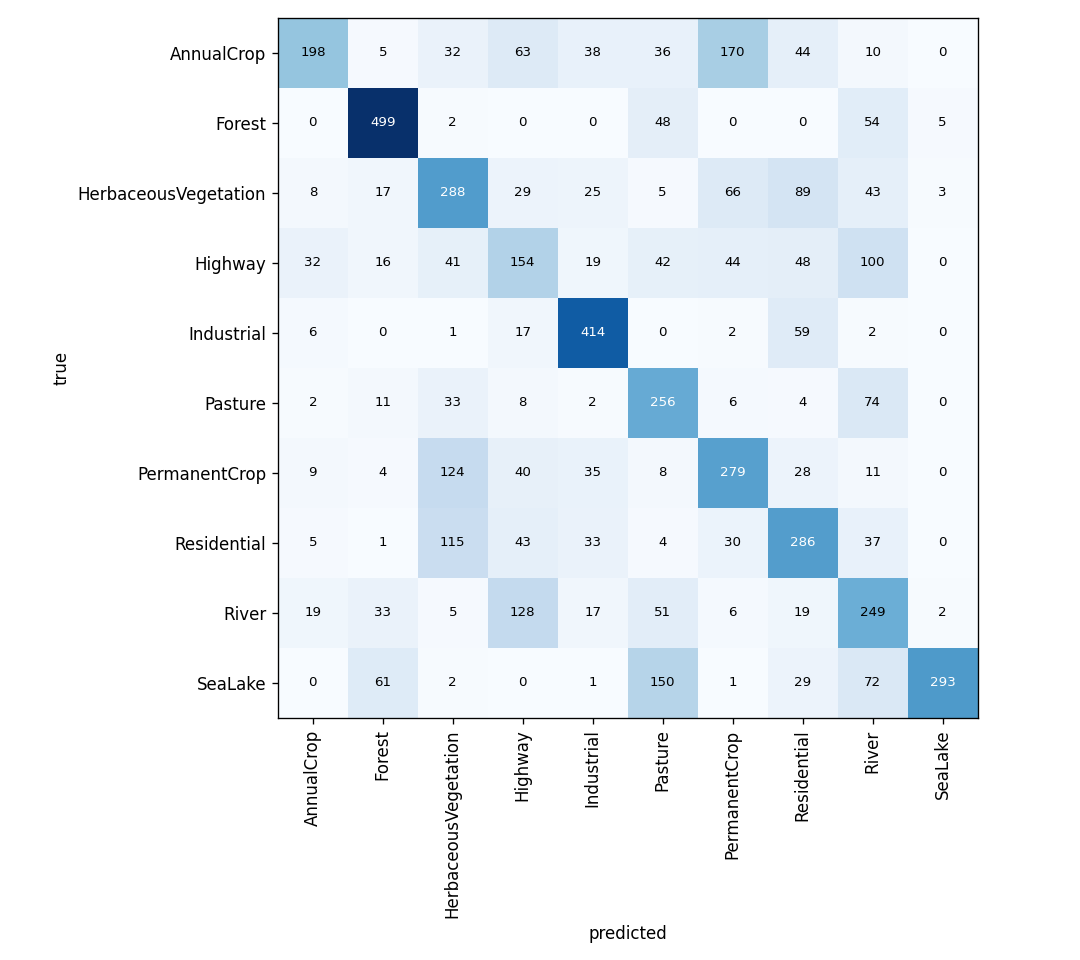 AnnualCrop 198 5 32 63 38 36 170 44 10 0
Forest 0 499 2 0 0 48 0 0 54 5
HerbaceousVegetation 8 17 288 29 25 5 66 89 43 3
Highway 32 16 41 154 19 42 44 48 100 0
Industrial 6 0 1 17 414 0 2 59 2 0
true
Pasture 2 11 33 8 2 256 6 4 74 0
PermanentCrop 9 4 124 40 35 8 279 28 11 0
Residential 5 1 115 43 33 4 30 286 37 0
River 19 33 5 128 17 51 6 19 249 2
SeaLake 0 61 2 0 1 150 1 29 72 293
AnnualCrop
Forest
HerbaceousVegetation
Highway
Industrial
Pasture
PermanentCrop
Residential
River
SeaLake
predicted